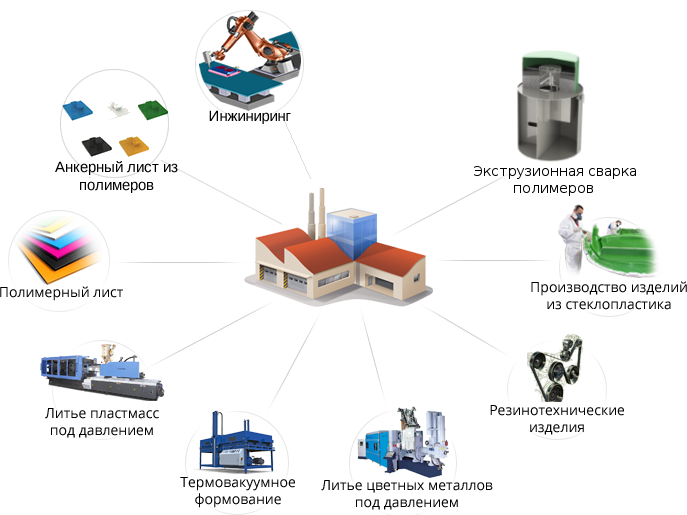 Инжиниринг
Анкерный лист из
полимеров
Экструзионная сварка
полимеров
Полимерный лист
Производство изделий
из стеклопластика
Литье пластмасс
под давлением
Резинотехнические
изделия
Термовакуумное
формование
Литье цветных металлов
под давлением